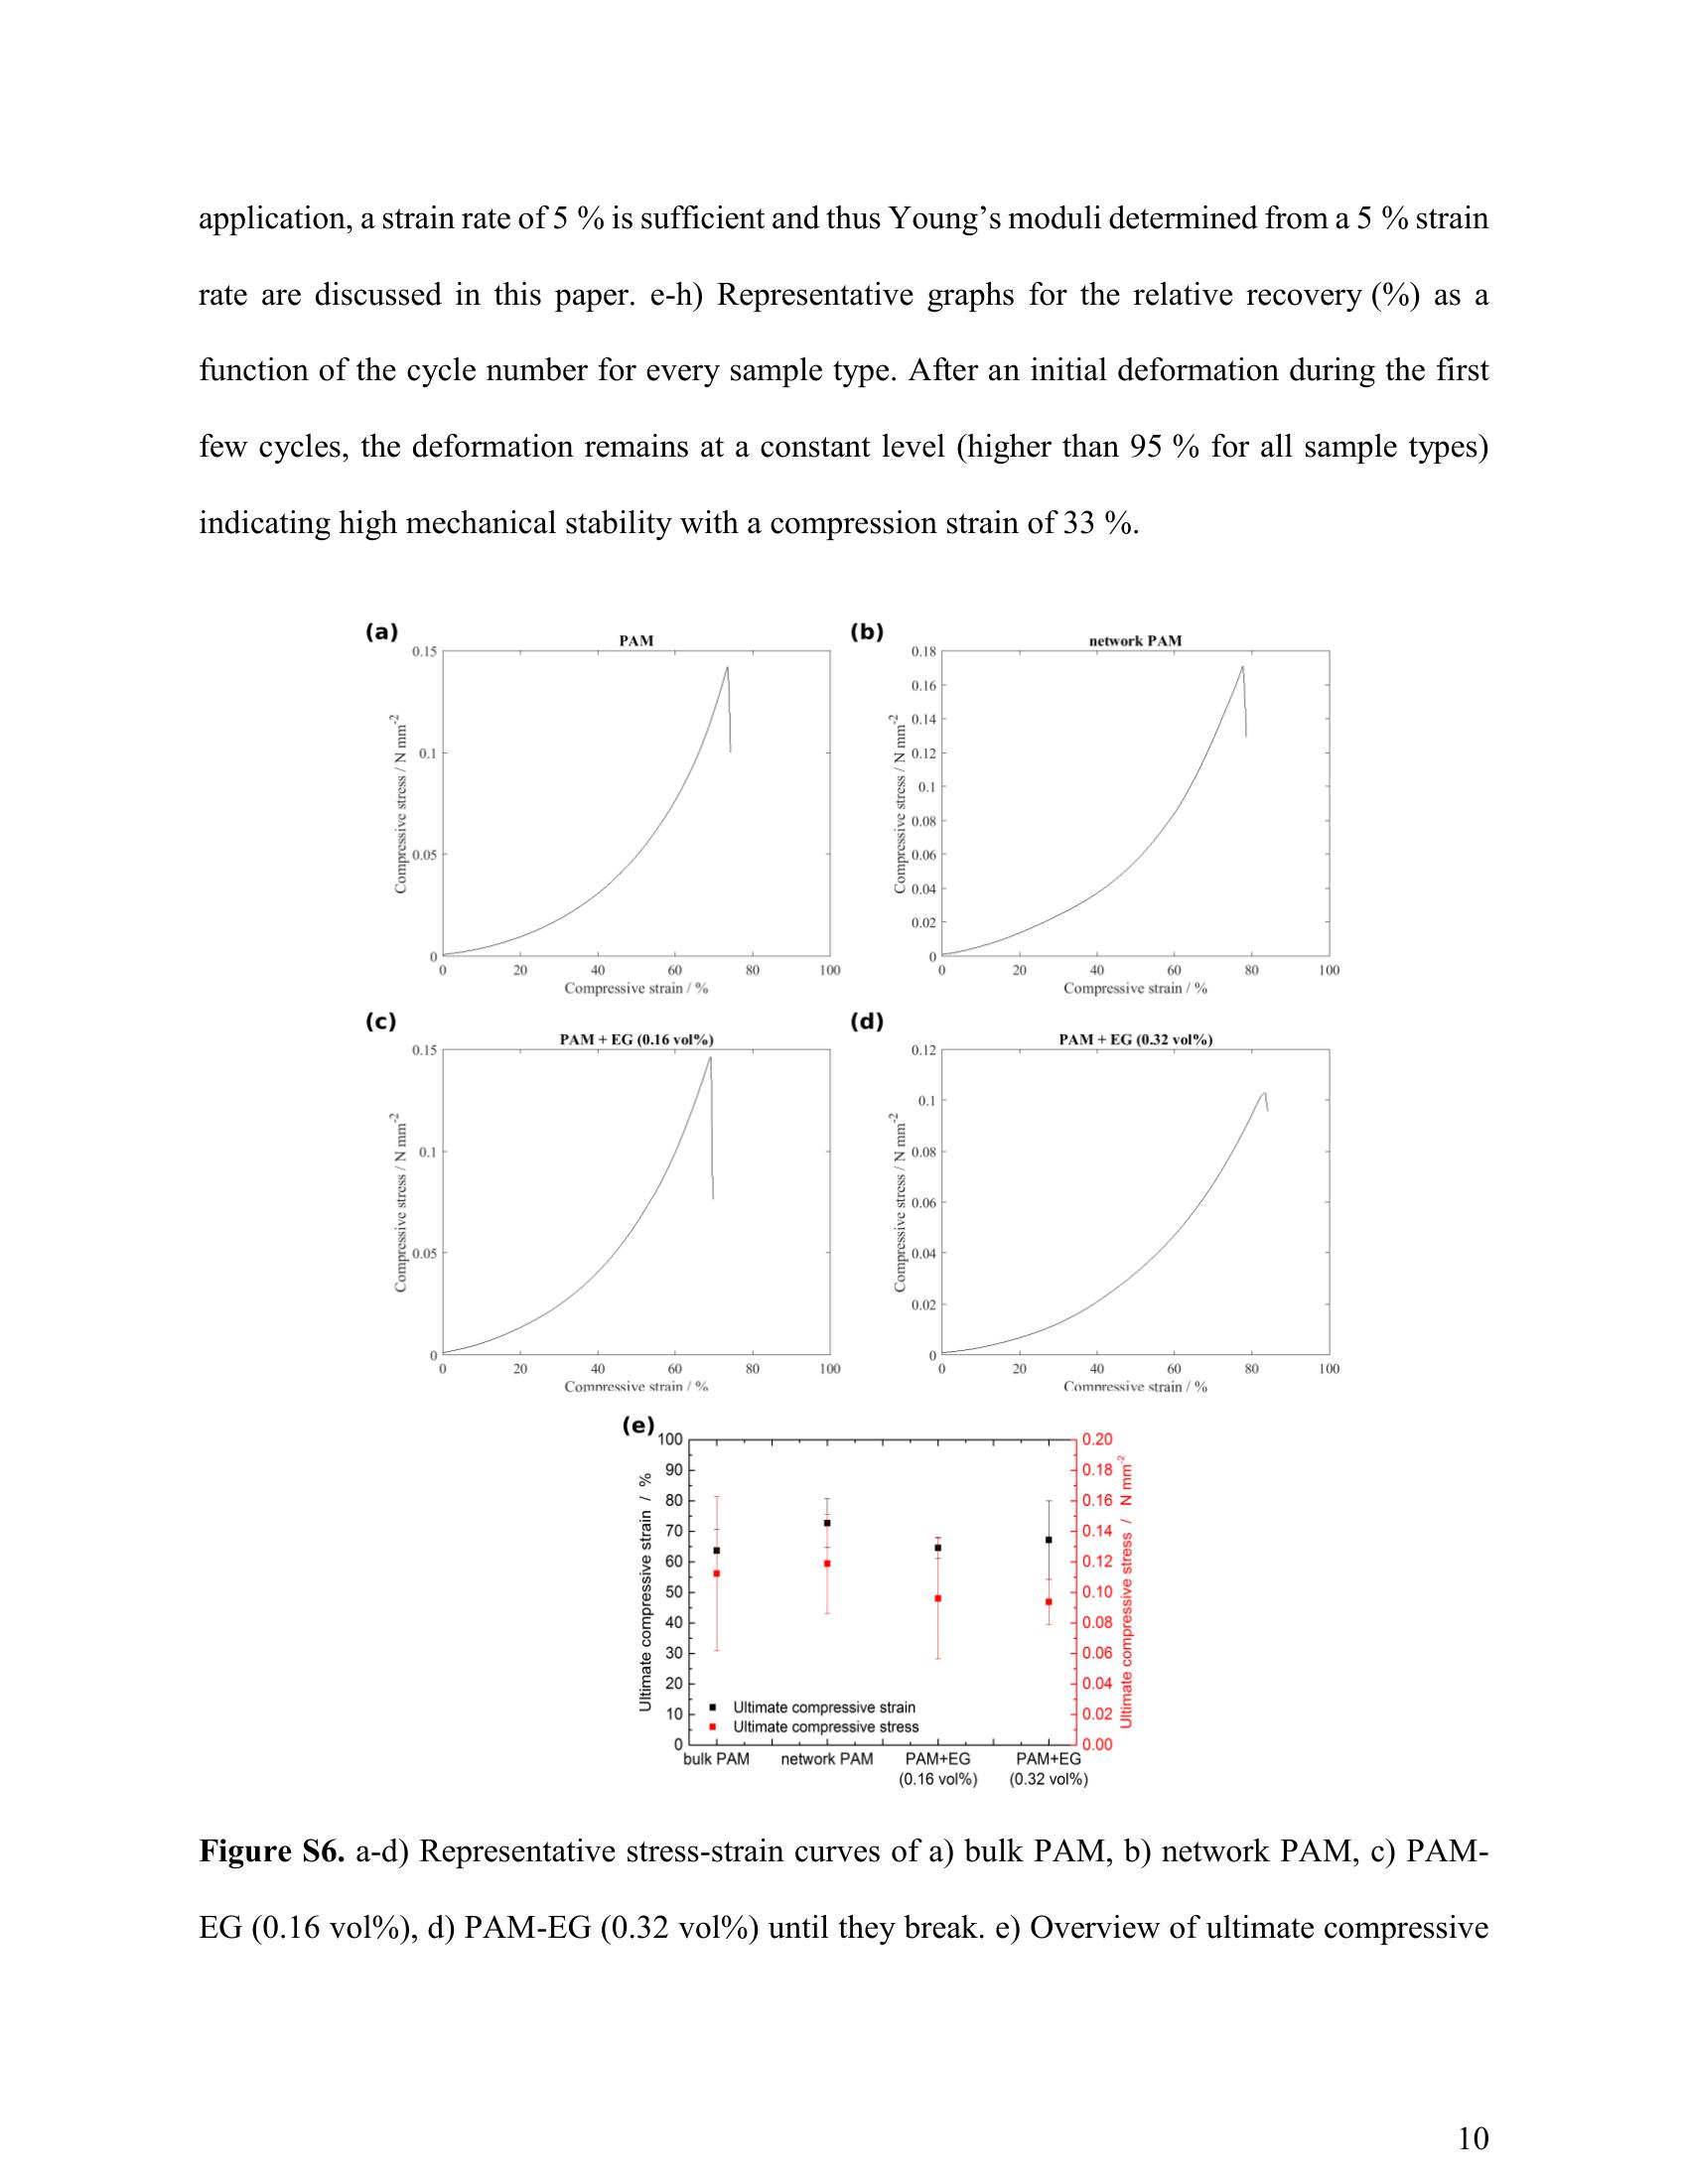 application, a strain rate of 5 % is sufficient and thus Young’s moduli determined from a 5 % strain
rate are discussed in this paper. e-h) Representative graphs for the relative recovery (%) as a
function of the cycle number for every sample type. After an initial deformation during the first
few cycles, the deformation remains at a constant level (higher than 95 % for all sample types)
indicating high mechanical stability with a compression strain of 33 %.
(a)
PAM
0.15
0.1
0.05
0
Compressive stress / N mm-2
0 20 40 60 80 100
Compressive strain / %
(b)
network PAM
0.18
0.16
0.14
0.12
0.1
0.08
0.06
0.04
0.02
0
Compressive stress / N mm-2
0 20 40 60 80 100
Compressive strain / %
(c)
PAM + EG (0.16 vol%)
0.15
0.1
0.05
0
Compressive stress / N mm-2
0 20 40 60 80 100
Compressive strain / %
(d)
PAM + EG (0.32 vol%)
0.12
0.1
0.08
0.06
0.04
0.02
0
Compressive stress / N mm-2
0 20 40 60 80 100
Compressive strain / %
(e)
100
90
80
70
60
50
40
30
20
10
0
Ultimate compressive strain / %
0.20
0.18
0.16
0.14
0.12
0.10
0.08
0.06
0.04
0.02
0.00
Ultimate compressive stress / N mm-2
Ultimate compressive strain
Ultimate compressive stress
bulk PAM network PAM PAM+EG PAM+EG
(0.16 vol%) (0.32 vol%)
Figure S6. a-d) Representative stress-strain curves of a) bulk PAM, b) network PAM, c) PAM-
EG (0.16 vol%), d) PAM-EG (0.32 vol%) until they break. e) Overview of ultimate compressive
10